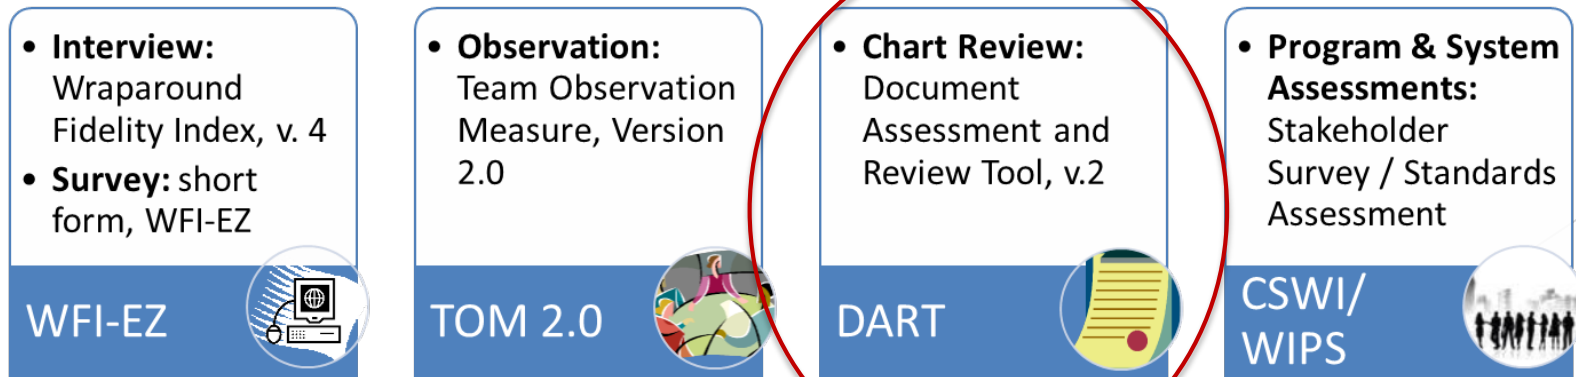 • Interview:
Wraparound
Fidelity Index, v. 4
• Survey: short
form, WFI-EZ
WFI-EZ
• Observation:
Team Observation
Measure, Version
2.0
TOM 2.0
• Chart Review:
Document
Assessment and
Review Tool, v.2
DART
• Program & System
Assessments:
Stakeholder
Survey / Standards
Assessment
CSWI/
WIPS